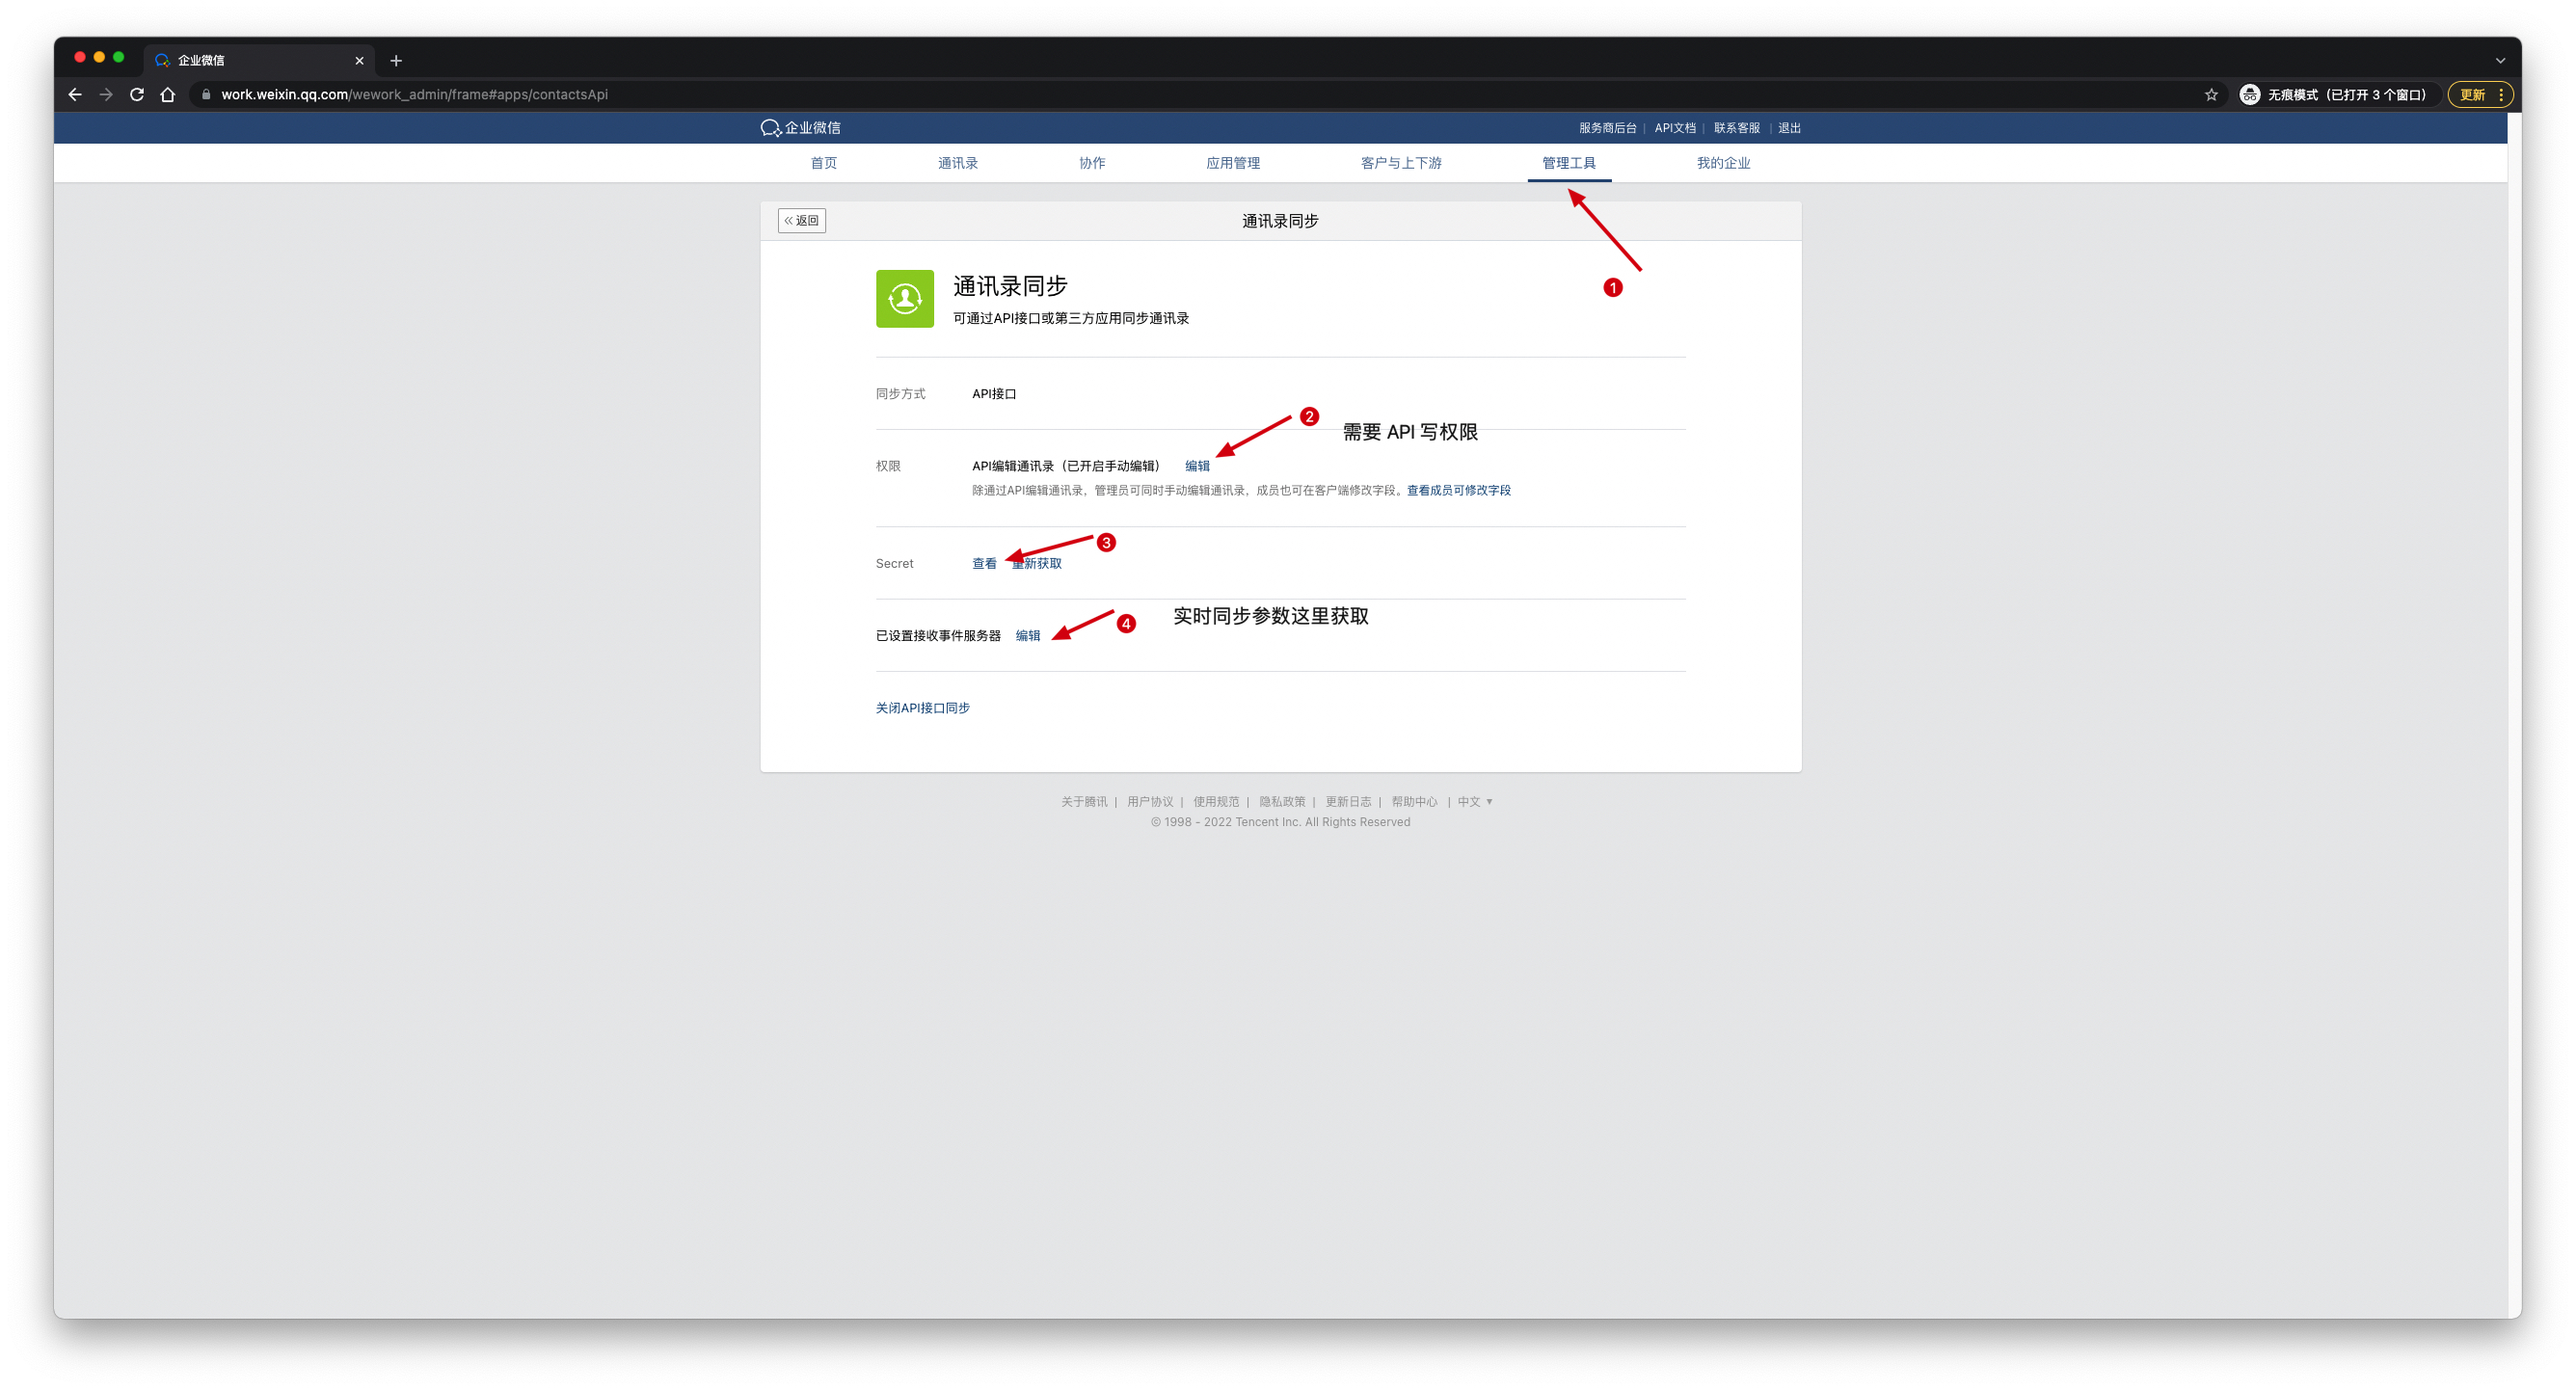 企业微信
work.weixin.qq.com/wework_admin/frame#apps/contactsApi
无痕模式（已打开 3 个窗口）
更新
企业微信
服务商后台 | API文档 | 联系客服 | 退出
首页 通讯录 协作 应用管理 客户与上下游 管理工具 我的企业
« 返回
通讯录同步
1
通讯录同步
可通过API接口或第三方应用同步通讯录
同步方式 API接口
2 需要 API 写权限
权限 API编辑通讯录（已开启手动编辑） 编辑
除通过API编辑通讯录，管理员可同时手动编辑通讯录，成员也可在客户端修改字段。查看成员可修改字段
3
Secret 查看 重新获取
4 实时同步参数这里获取
已设置接收事件服务器 编辑
关闭API接口同步
关于腾讯 | 用户协议 | 使用规范 | 隐私政策 | 更新日志 | 帮助中心 | 中文 ▼
© 1998 - 2022 Tencent Inc. All Rights Reserved